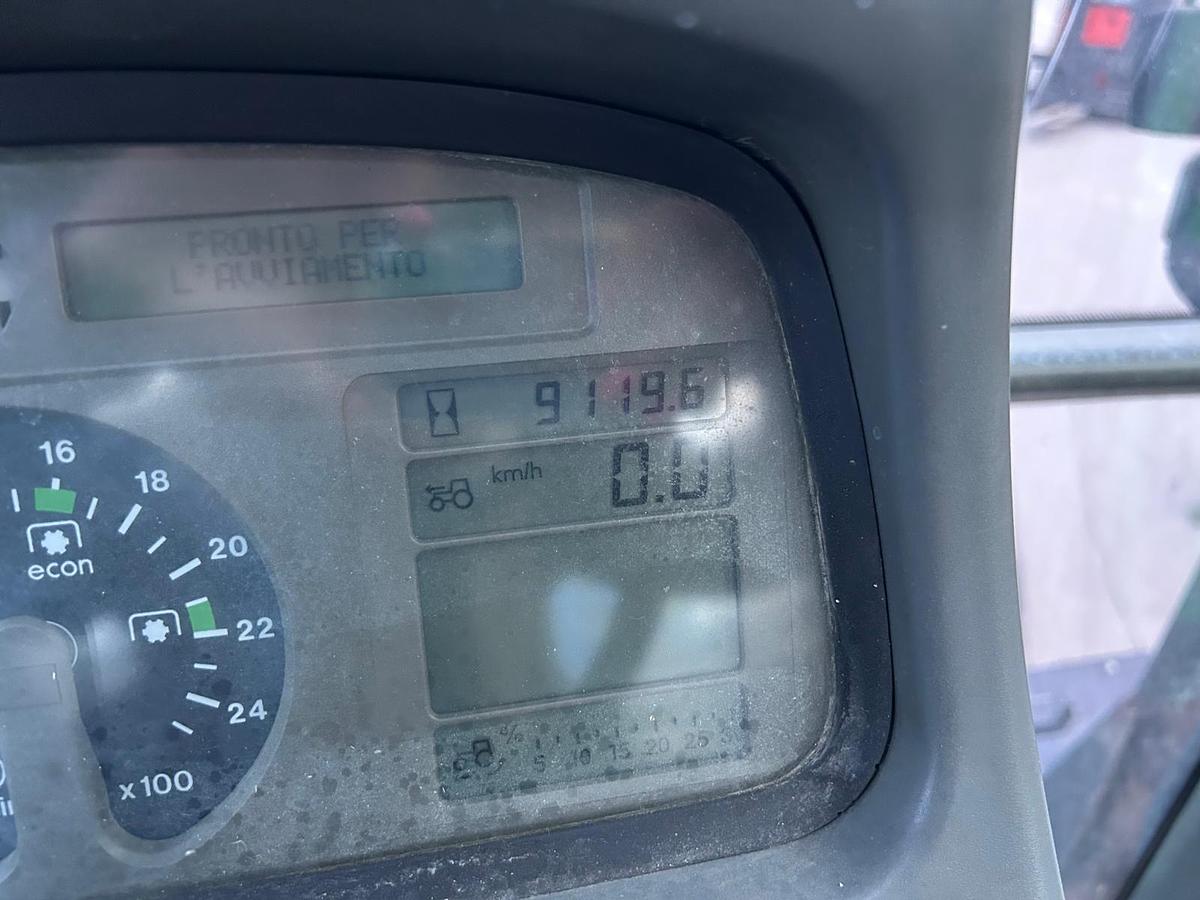 PRONTO PER
L'AVVIAMENTO
9119.6
km/h 0.0
16
18
20
22
24
econ
x100
%
5 10 15 20 25